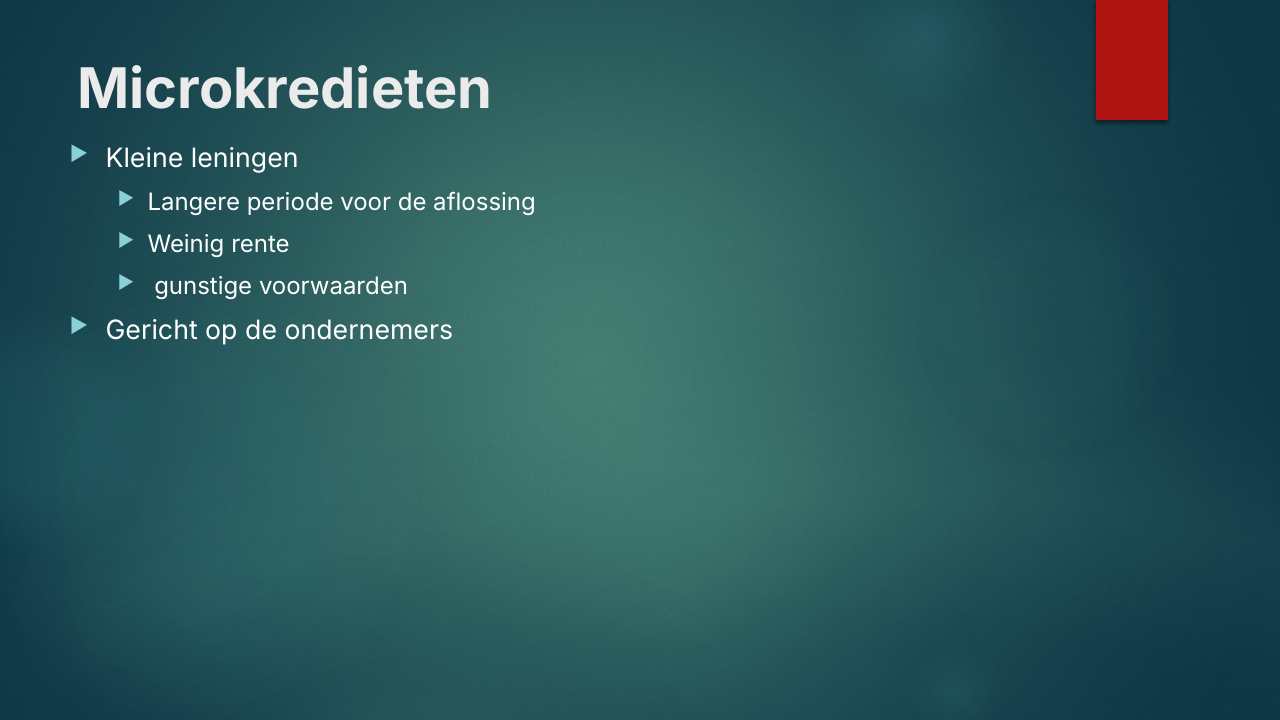 Microkredieten
Kleine leningen
Langere periode voor de aflossing
Weinig rente
gunstige voorwaarden
Gericht op de ondernemers